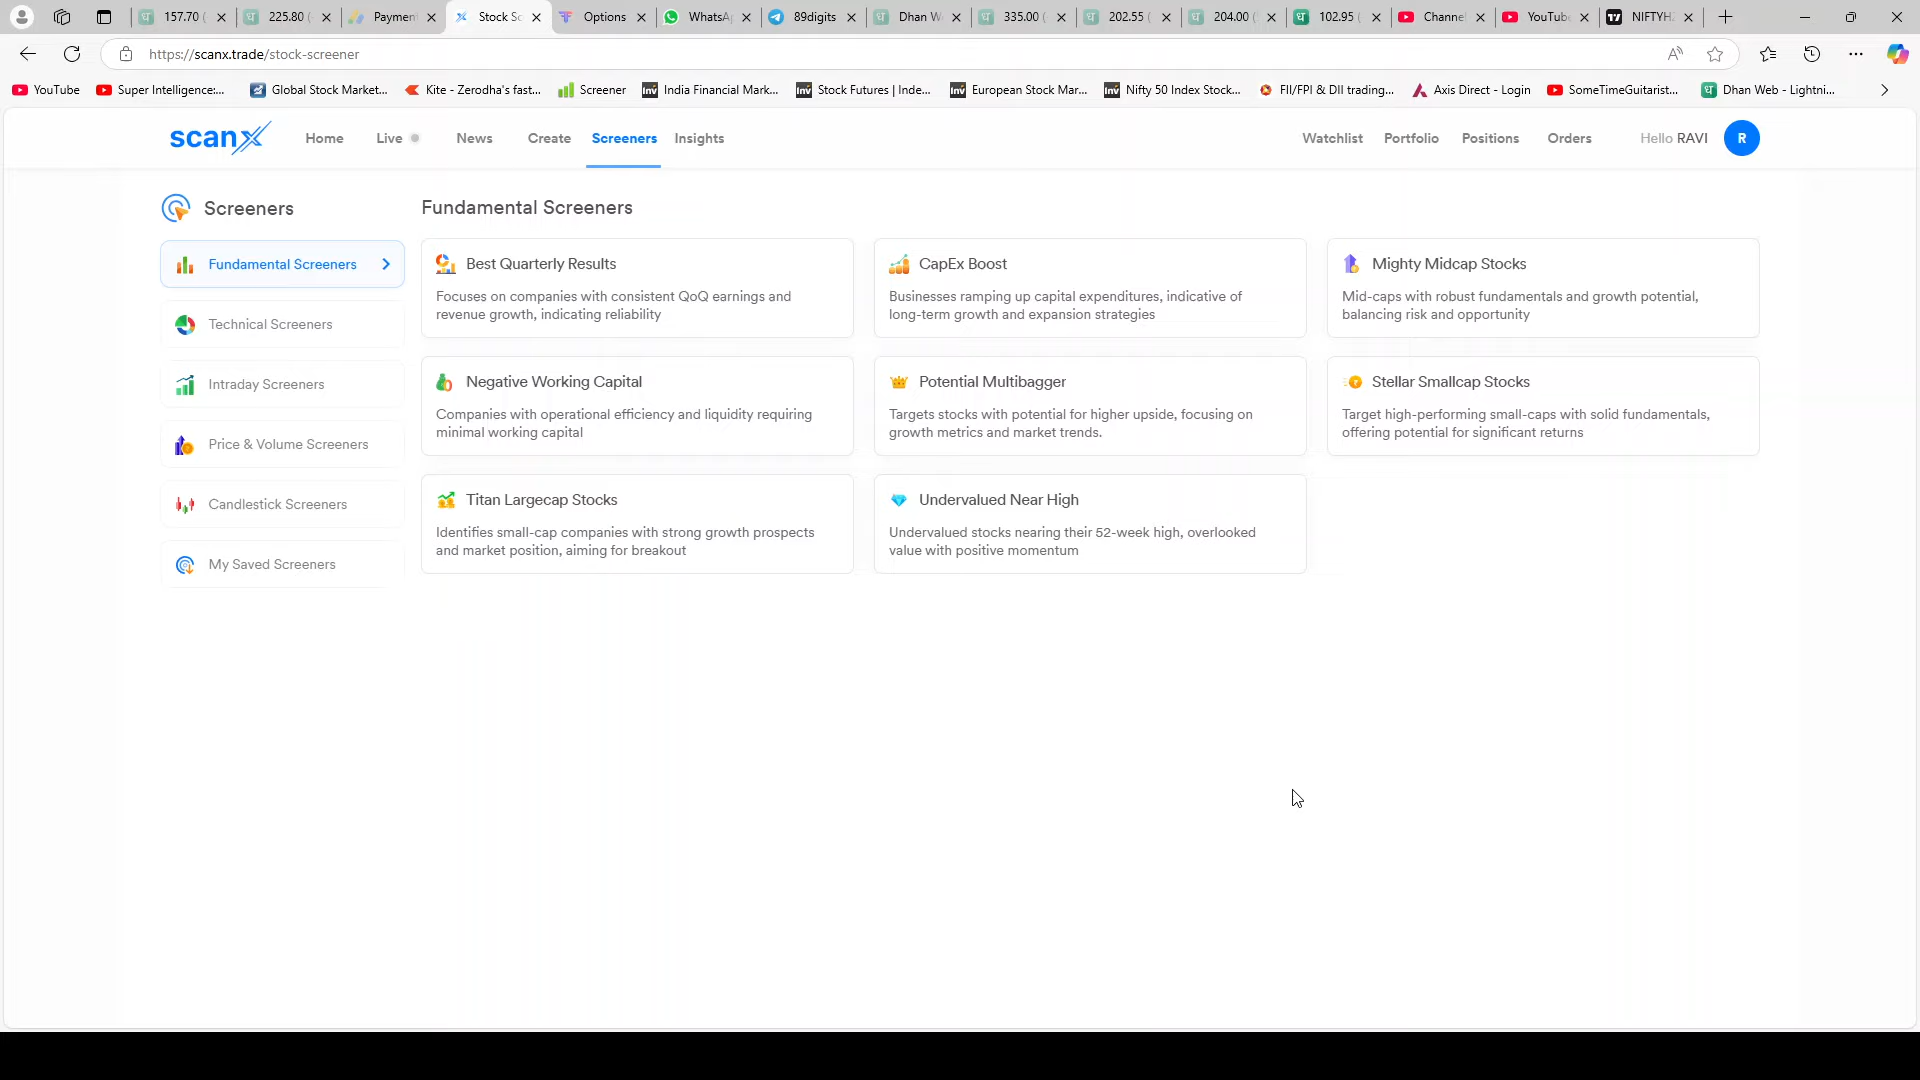 157.70 (
225.80 (
Paymen
Stock Sc
Options
WhatsA
89digits
Dhan W
335.00 (
202.55 (
204.00 (
102.95 (
Channel
YouTube
NIFTYH
https://scanx.trade/stock-screener
YouTube
Super Intelligence:...
Global Stock Market...
Kite - Zerodha's fast...
Screener
India Financial Mark...
Stock Futures | Inde...
European Stock Mar...
Nifty 50 Index Stock...
FII/FPI & DII trading...
Axis Direct - Login
SomeTimeGuitarist...
Dhan Web - Lightni...
scanx
Home
Live
News
Create
Screeners
Insights
Watchlist
Portfolio
Positions
Orders
Hello RAVI
R
Screeners
Fundamental Screeners
Technical Screeners
Intraday Screeners
Price & Volume Screeners
Candlestick Screeners
My Saved Screeners
Fundamental Screeners
Best Quarterly Results
Focuses on companies with consistent QoQ earnings and
revenue growth, indicating reliability
CapEx Boost
Businesses ramping up capital expenditures, indicative of
long-term growth and expansion strategies
Mighty Midcap Stocks
Mid-caps with robust fundamentals and growth potential,
balancing risk and opportunity
Negative Working Capital
Companies with operational efficiency and liquidity requiring
minimal working capital
Potential Multibagger
Targets stocks with potential for higher upside, focusing on
growth metrics and market trends.
Stellar Smallcap Stocks
Target high-performing small-caps with solid fundamentals,
offering potential for significant returns
Titan Largecap Stocks
Identifies small-cap companies with strong growth prospects
and market position, aiming for breakout
Undervalued Near High
Undervalued stocks nearing their 52-week high, overlooked
value with positive momentum